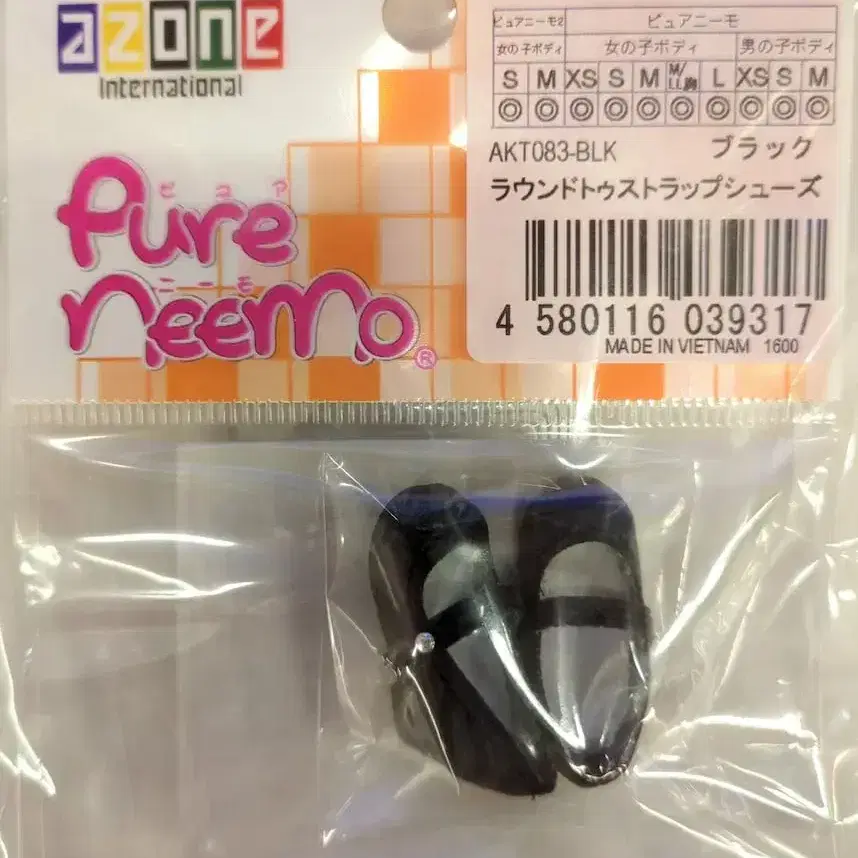 azone
International
ピュア
Pure
ニーモ
neemo®
ピュアニーモ2 ピュアニーモ
女の子ボディ 女の子ボディ 男の子ボディ
S M XS S M M/LL胸 L XS S M
◎ ◎ ◎ ◎ ◎ ◎ ◎ ◎ ◎ ◎
AKT083-BLK ブラック
ラウンドトゥストラップシューズ
4 580116 039317
MADE IN VIETNAM 1600